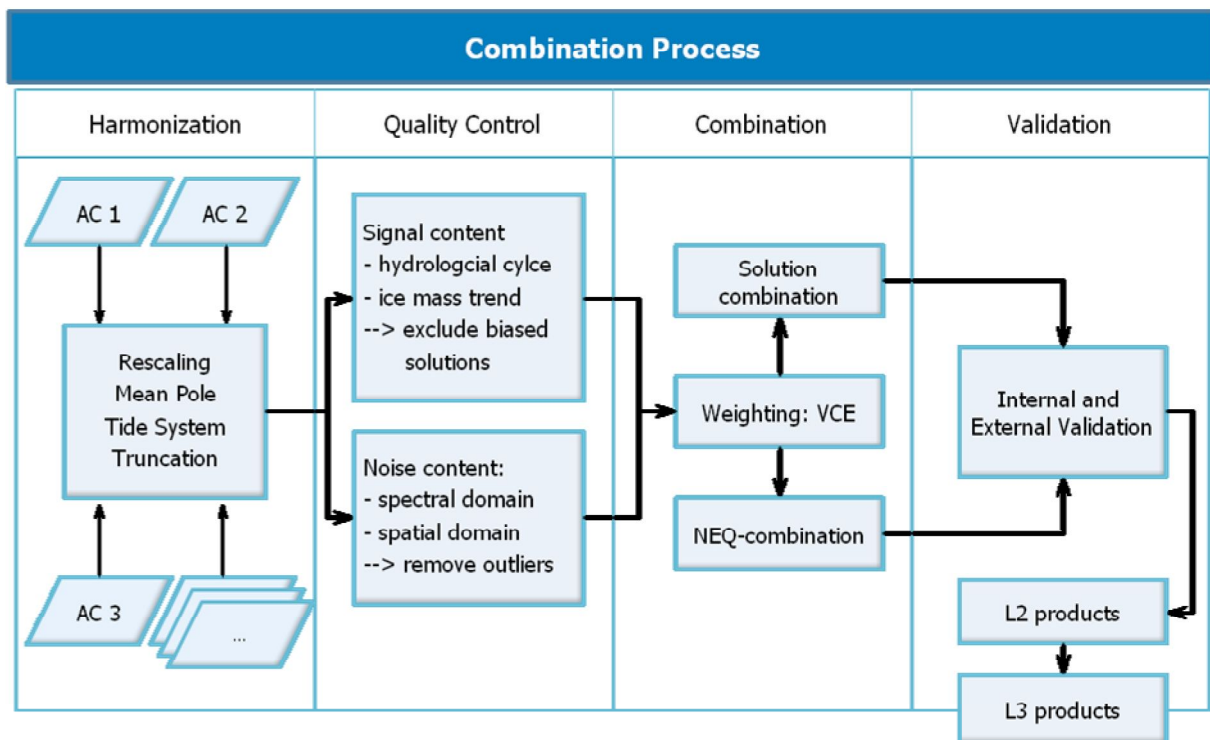 Combination Process
Harmonization
Quality Control
Combination
Validation
AC 1
AC 2
Rescaling
Mean Pole
Tide System
Truncation
AC 3
...
Signal content
- hydrologcial cylce
- ice mass trend
--> exclude biased
solutions
Noise content:
- spectral domain
- spatial domain
--> remove outliers
Solution
combination
Weighting: VCE
NEQ-combination
Internal and
External Validation
L2 products
L3 products